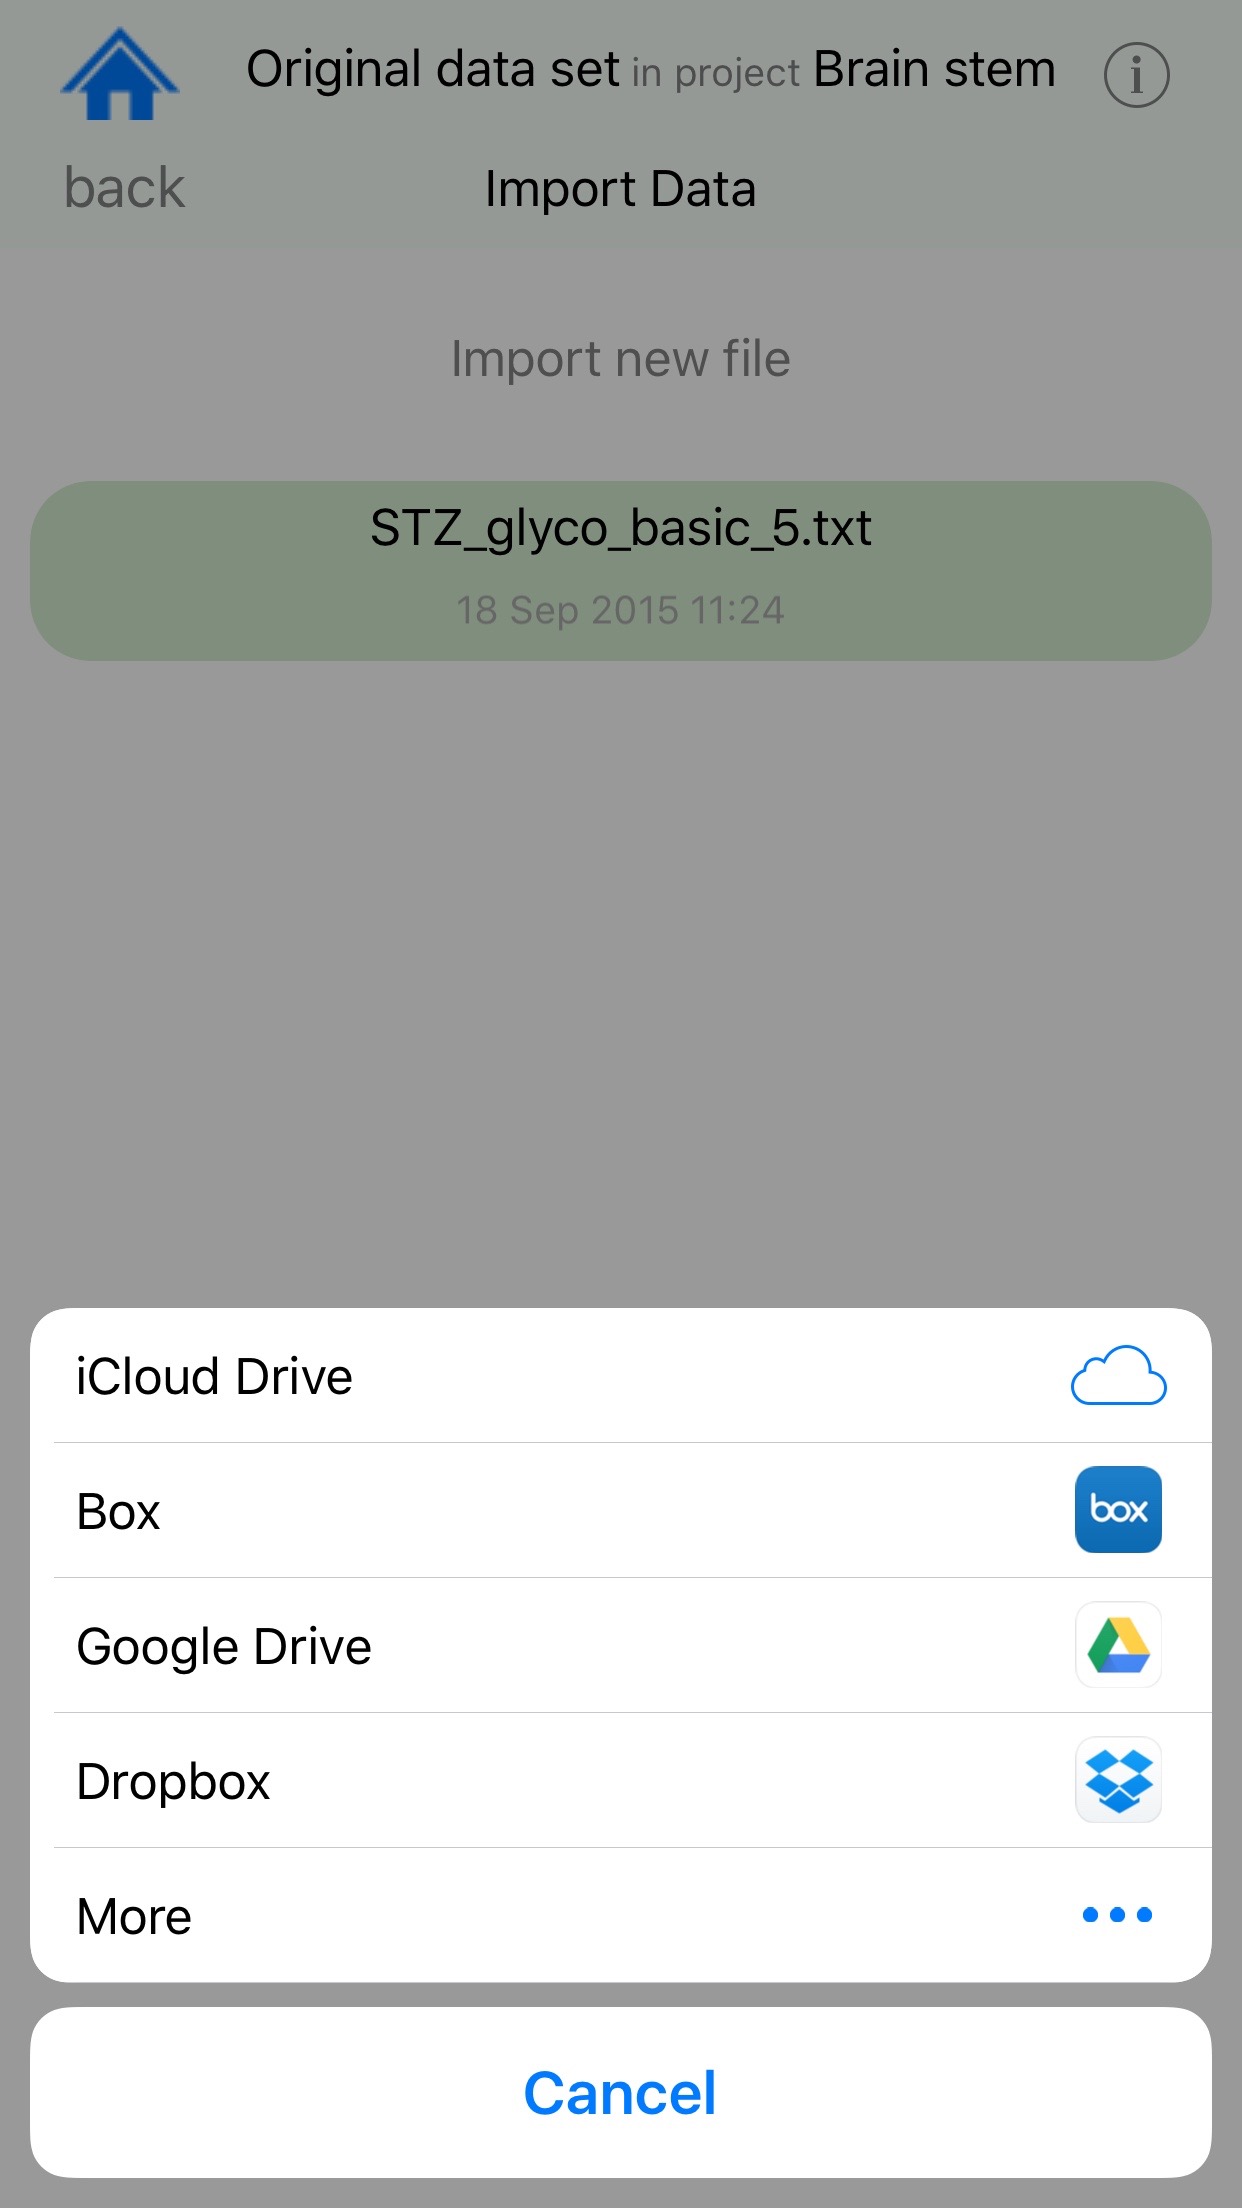 Original data set in project Brain stem i
back Import Data
Import new file
STZ_glyco_basic_5.txt
18 Sep 2015 11:24
iCloud Drive
Box box
Google Drive
Dropbox
More
Cancel